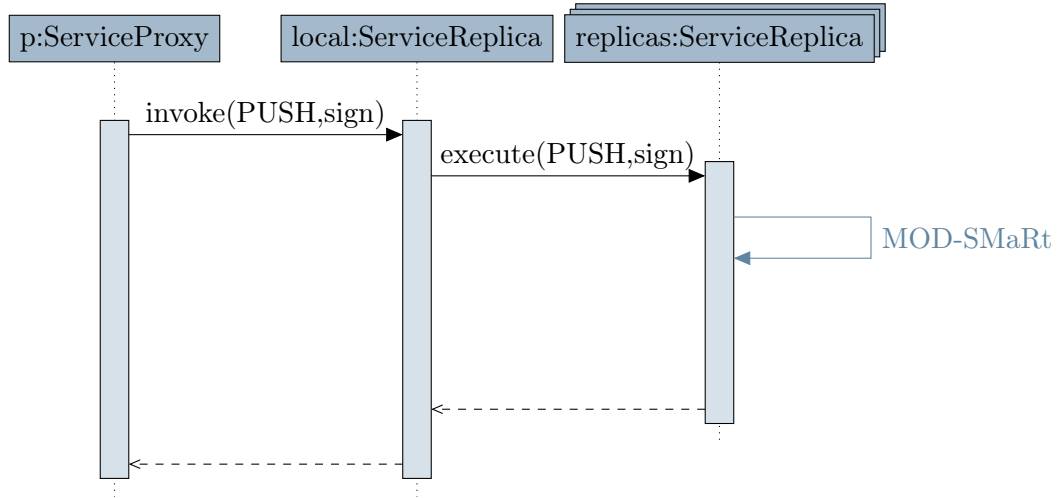 p:ServiceProxy
local:ServiceReplica
replicas:ServiceReplica
invoke(PUSH,sign)
execute(PUSH,sign)
MOD-SMaRt